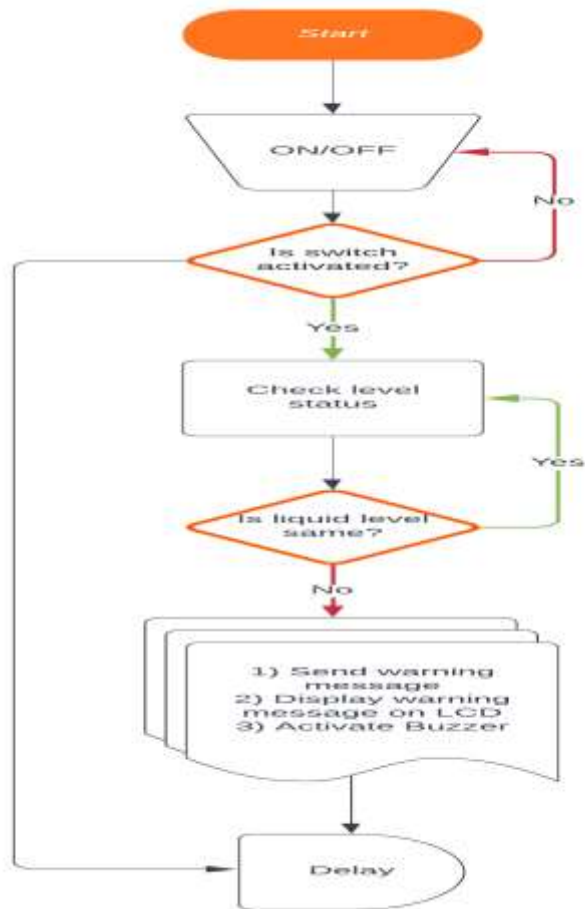 Start
ON/OFF
No
Is switch
activated?
Yes
Check level
status
Yes
Is liquid level
same?
No
1) Send warning
message
2) Display warning
message on LCD
3) Activate Buzzer
Delay